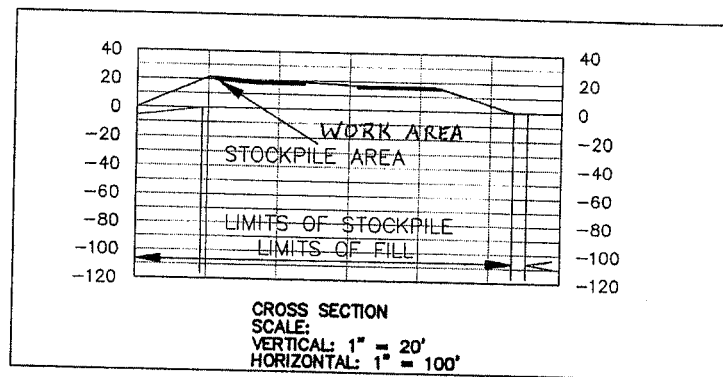 40 40
20 20
0 0
-20 -20
-40 -40
-60 -60
-80 -80
-100 -100
-120 -120
WORK AREA
STOCKPILE AREA
LIMITS OF STOCKPILE
LIMITS OF FILL
CROSS SECTION
SCALE:
VERTICAL: 1" = 20'
HORIZONTAL: 1" = 100'